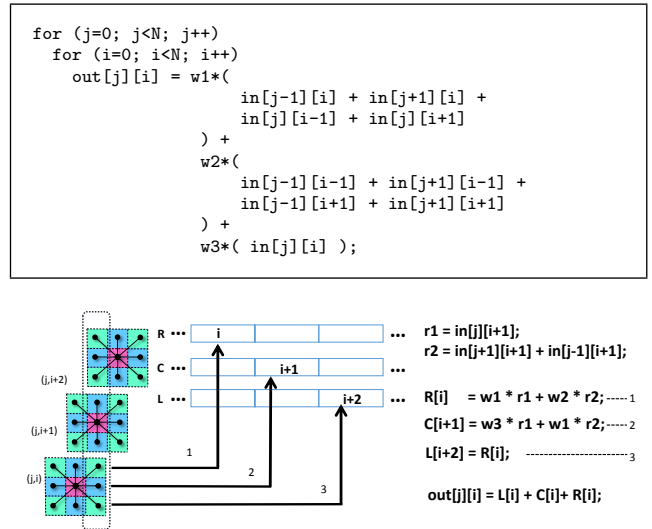 for (j=0; j<N; j++)
for (i=0; i<N; i++)
out[j][i] = w1*(
in[j-1][i] + in[j+1][i] +
in[j][i-1] + in[j][i+1]
) +
w2*(
in[j-1][i-1] + in[j+1][i-1] +
in[j-1][i+1] + in[j+1][i+1]
) +
w3*( in[j][i] );
R ••• i ••• r1 = in[j][i+1];
r2 = in[j+1][i+1] + in[j-1][i+1];
C ••• i+1 •••
(j,i+2)
L ••• i+2 ••• R[i] = w1 * r1 + w2 * r2; ----- 1
(j,i+1) C[i+1] = w3 * r1 + w1 * r2; ----- 2
1 L[i+2] = R[i]; -------------------- 3
(j,i) 2
3 out[j][i] = L[i] + C[i]+ R[i];